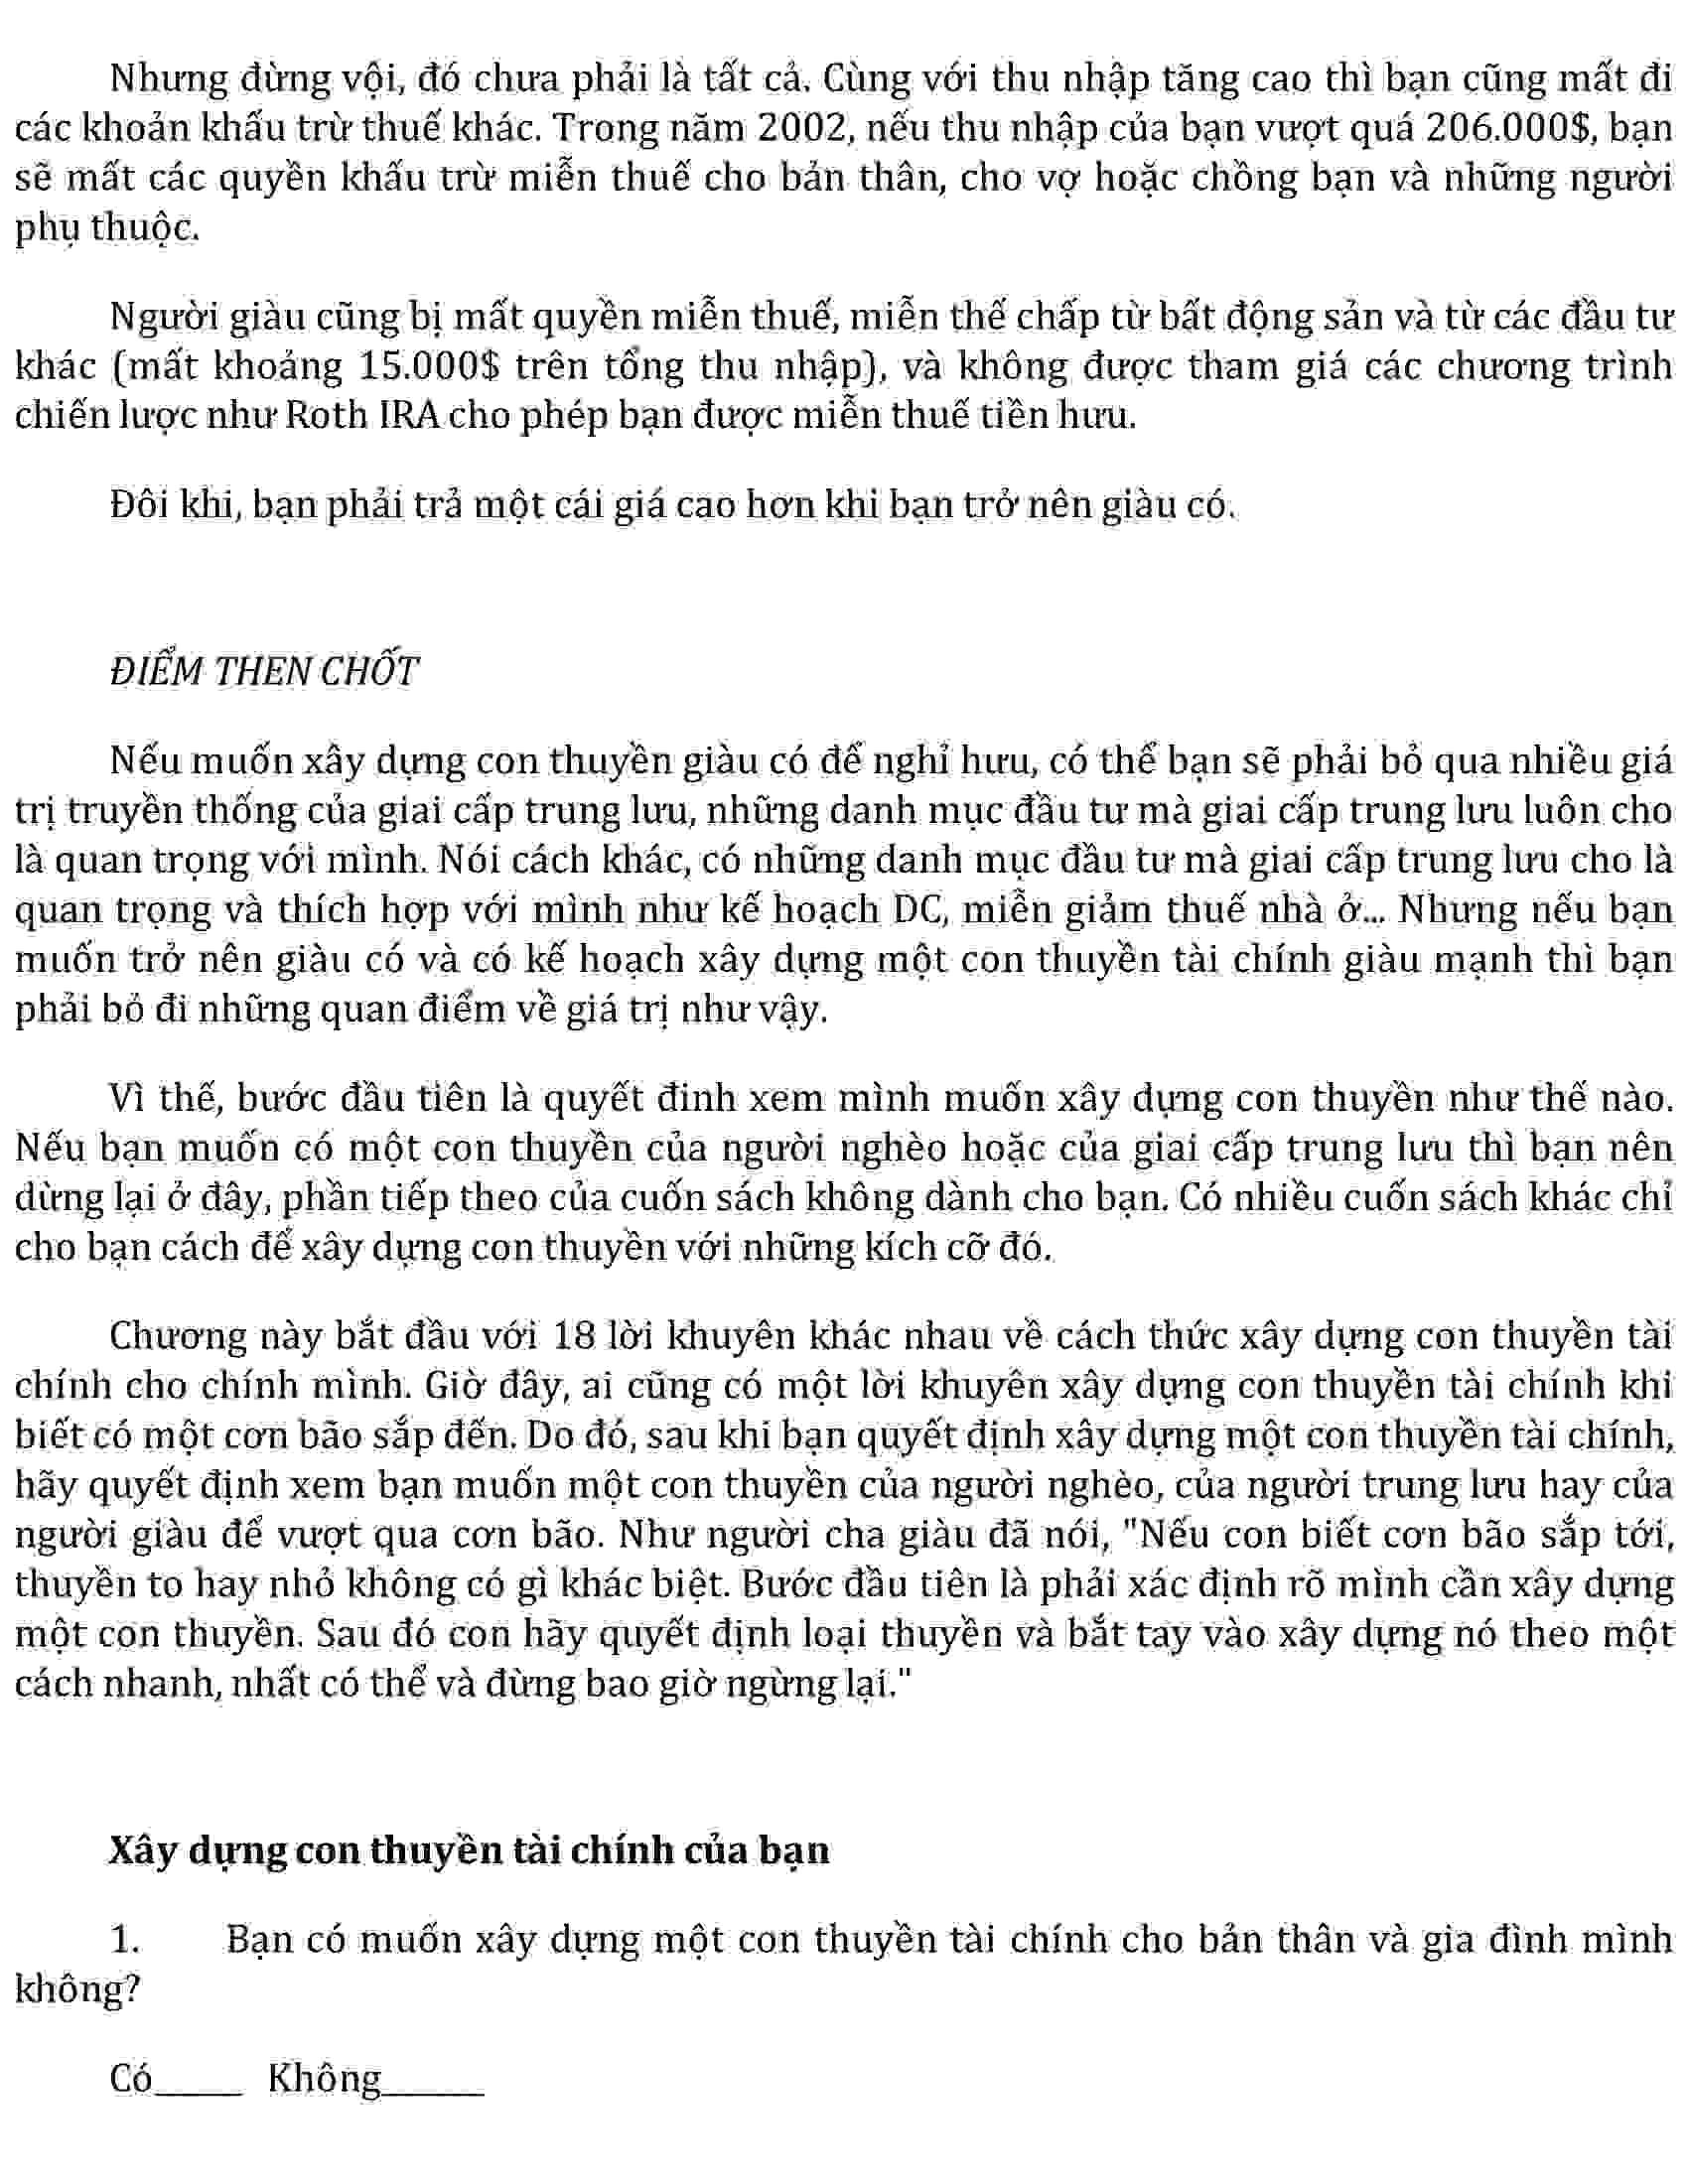 Nhưng đừng vội, đó chưa phải là tất cả. Cùng với thu nhập tăng cao thì bạn cũng mất đi
các khoản khấu trừ thuế khác. Trong năm 2002, nếu thu nhập của bạn vượt quá 206.000$, bạn
sẽ mất các quyền khấu trừ miễn thuế cho bản thân, cho vợ hoặc chồng bạn và những người
phụ thuộc.
Người giàu cũng bị mất quyền miễn thuế, miễn thế chấp từ bất động sản và từ các đầu tư
khác (mất khoảng 15.000$ trên tổng thu nhập), và không được tham giá các chương trình
chiến lược như Roth IRA cho phép bạn được miễn thuế tiền hưu.
Đôi khi, bạn phải trả một cái giá cao hơn khi bạn trở nên giàu có.
ĐIỂM THEN CHỐT
Nếu muốn xây dựng con thuyền giàu có để nghỉ hưu, có thể bạn sẽ phải bỏ qua nhiều giá
trị truyền thống của giai cấp trung lưu, những danh mục đầu tư mà giai cấp trung lưu luôn cho
là quan trọng với mình. Nói cách khác, có những danh mục đầu tư mà giai cấp trung lưu cho là
quan trọng và thích hợp với mình như kế hoạch DC, miễn giảm thuế nhà ở... Nhưng nếu bạn
muốn trở nên giàu có và có kế hoạch xây dựng một con thuyền tài chính giàu mạnh thì bạn
phải bỏ đi những quan điểm về giá trị như vậy.
Vì thế, bước đầu tiên là quyết đinh xem mình muốn xây dựng con thuyền như thế nào.
Nếu bạn muốn có một con thuyền của người nghèo hoặc của giai cấp trung lưu thì bạn nên
dừng lại ở đây, phần tiếp theo của cuốn sách không dành cho bạn. Có nhiều cuốn sách khác chỉ
cho bạn cách để xây dựng con thuyền với những kích cỡ đó.
Chương này bắt đầu với 18 lời khuyên khác nhau về cách thức xây dựng con thuyền tài
chính cho chính mình. Giờ đây, ai cũng có một lời khuyên xây dựng con thuyền tài chính khi
biết có một cơn bão sắp đến. Do đó, sau khi bạn quyết định xây dựng một con thuyền tài chính,
hãy quyết định xem bạn muốn một con thuyền của người nghèo, của người trung lưu hay của
người giàu để vượt qua cơn bão. Như người cha giàu đã nói, "Nếu con biết cơn bão sắp tới,
thuyền to hay nhỏ không có gì khác biệt. Bước đầu tiên là phải xác định rõ mình cần xây dựng
một con thuyền. Sau đó con hãy quyết định loại thuyền và bắt tay vào xây dựng nó theo một
cách nhanh, nhất có thể và đừng bao giờ ngừng lại."
Xây dựng con thuyền tài chính của bạn
1. Bạn có muốn xây dựng một con thuyền tài chính cho bản thân và gia đình mình
không?
Có_____ Không______